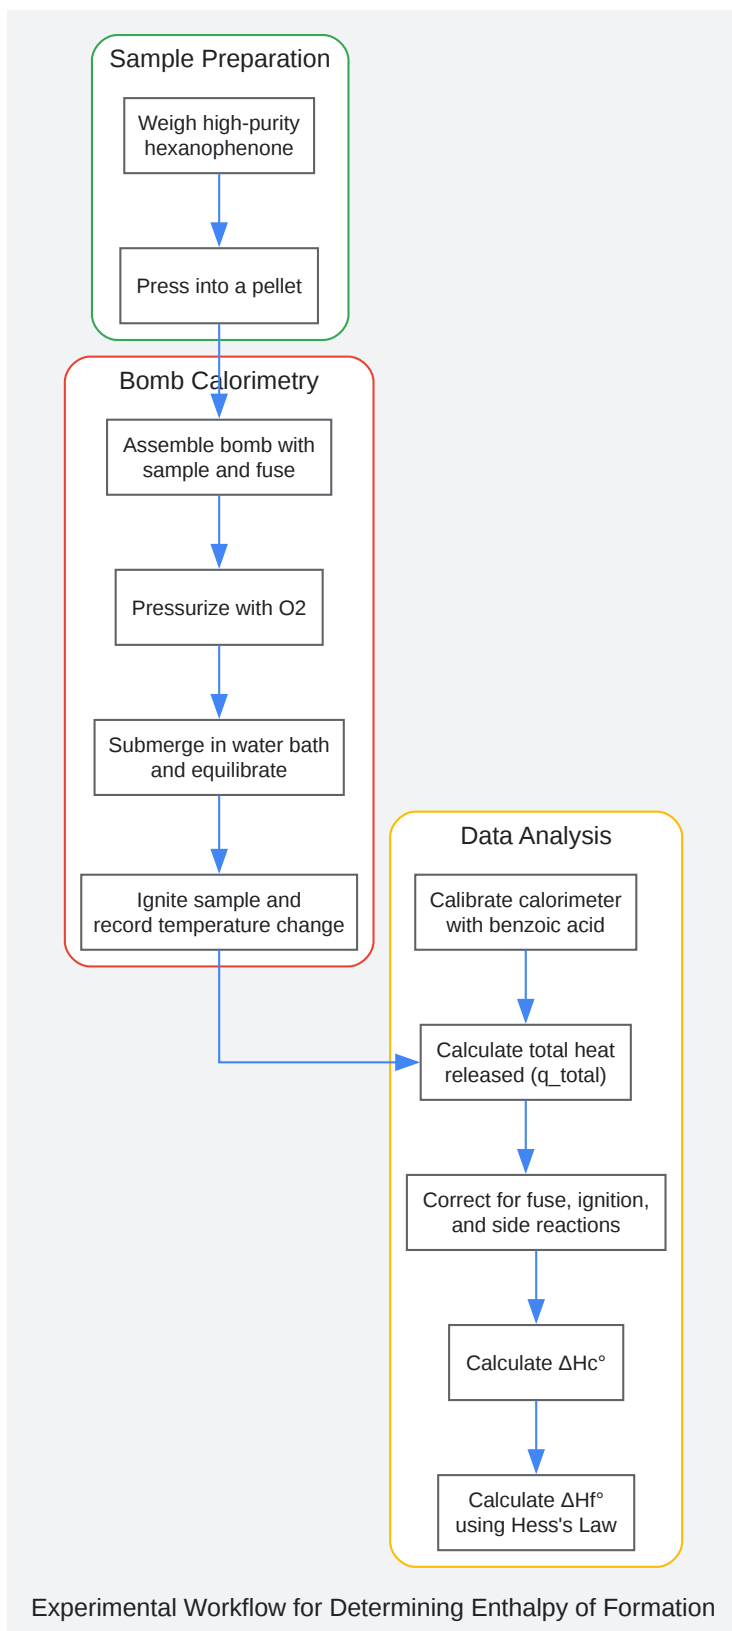 Sample Preparation
Weigh high-purity
hexanophenone
Press into a pellet
Bomb Calorimetry
Assemble bomb with
sample and fuse
Pressurize with O2
Submerge in water bath
and equilibrate
Ignite sample and
record temperature change
Data Analysis
Calibrate calorimeter
with benzoic acid
Calculate total heat
released (q_total)
Correct for fuse, ignition,
and side reactions
Calculate ΔHc°
Calculate ΔHf°
using Hess's Law
Experimental Workflow for Determining Enthalpy of Formation